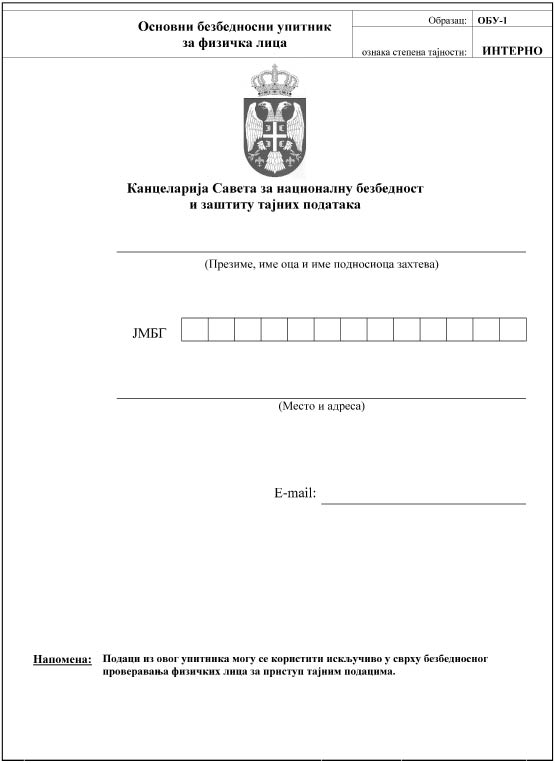 Основни безбедносни упитник
за физичка лица
Образац: ОБУ-1
ознака степена тајности: ИНТЕРНО
Канцеларија Савета за националну безбедност
и заштиту тајних података
(Презиме, име оца и име подносиоца захтева)
ЈМБГ
(Место и адреса)
E-mail:
Напомена: Подаци из овог упитника могу се користити искључиво у сврху безбедносног
проверавања физичких лица за приступ тајним подацима.